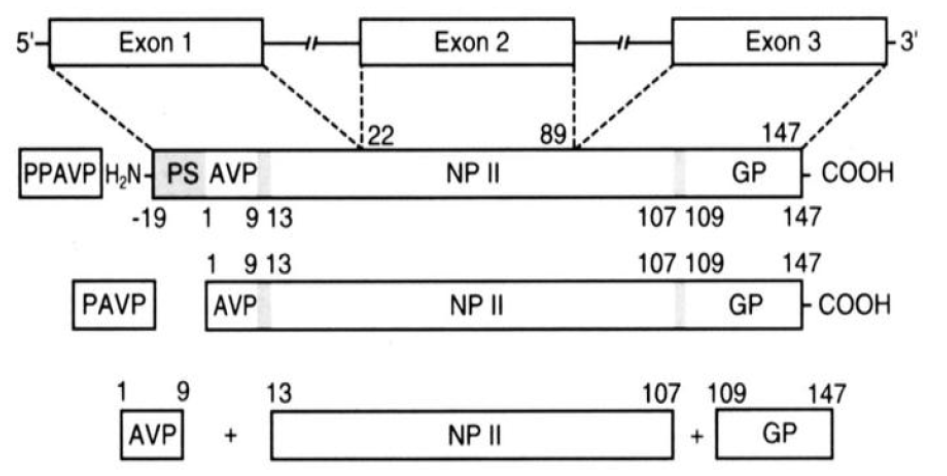 5' Exon 1 Exon 2 Exon 3 3'
22 89 147
PPAVP H₂N PS AVP NP II GP COOH
-19 1 9 13 107 109 147
1 9 13 107 109 147
PAVP AVP NP II GP COOH
1 9 13 107 109 147
AVP + NP II + GP